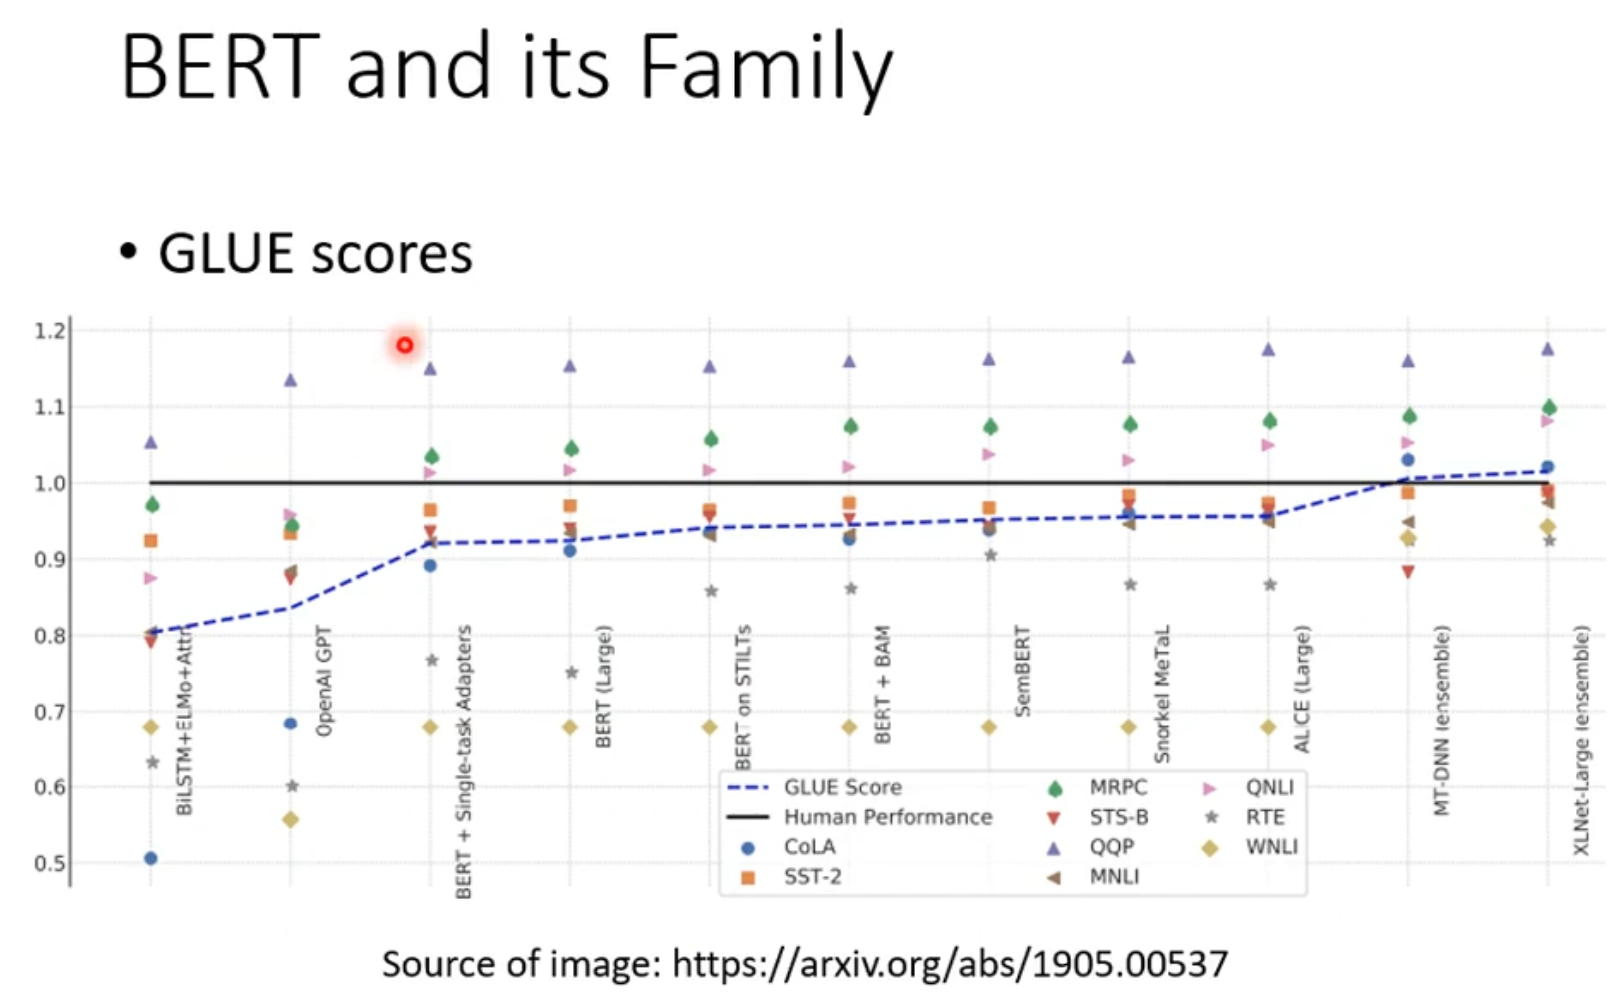 BERT and its Family
• GLUE scores
1.2
1.1
1.0
0.9
0.8
0.7
0.6
0.5
BiLSTM+ELMo+Attn
OpenAI GPT
BERT + Single-task Adapters
BERT (Large)
BERT on STILTs
BERT + BAM
SemBERT
Snorkel MeTaL
ALICE (Large)
MT-DNN (ensemble)
XLNet-Large (ensemble)
GLUE Score
Human Performance
CoLA
SST-2
MRPC
STS-B
QQP
MNLI
QNLI
RTE
WNLI
Source of image: https://arxiv.org/abs/1905.00537